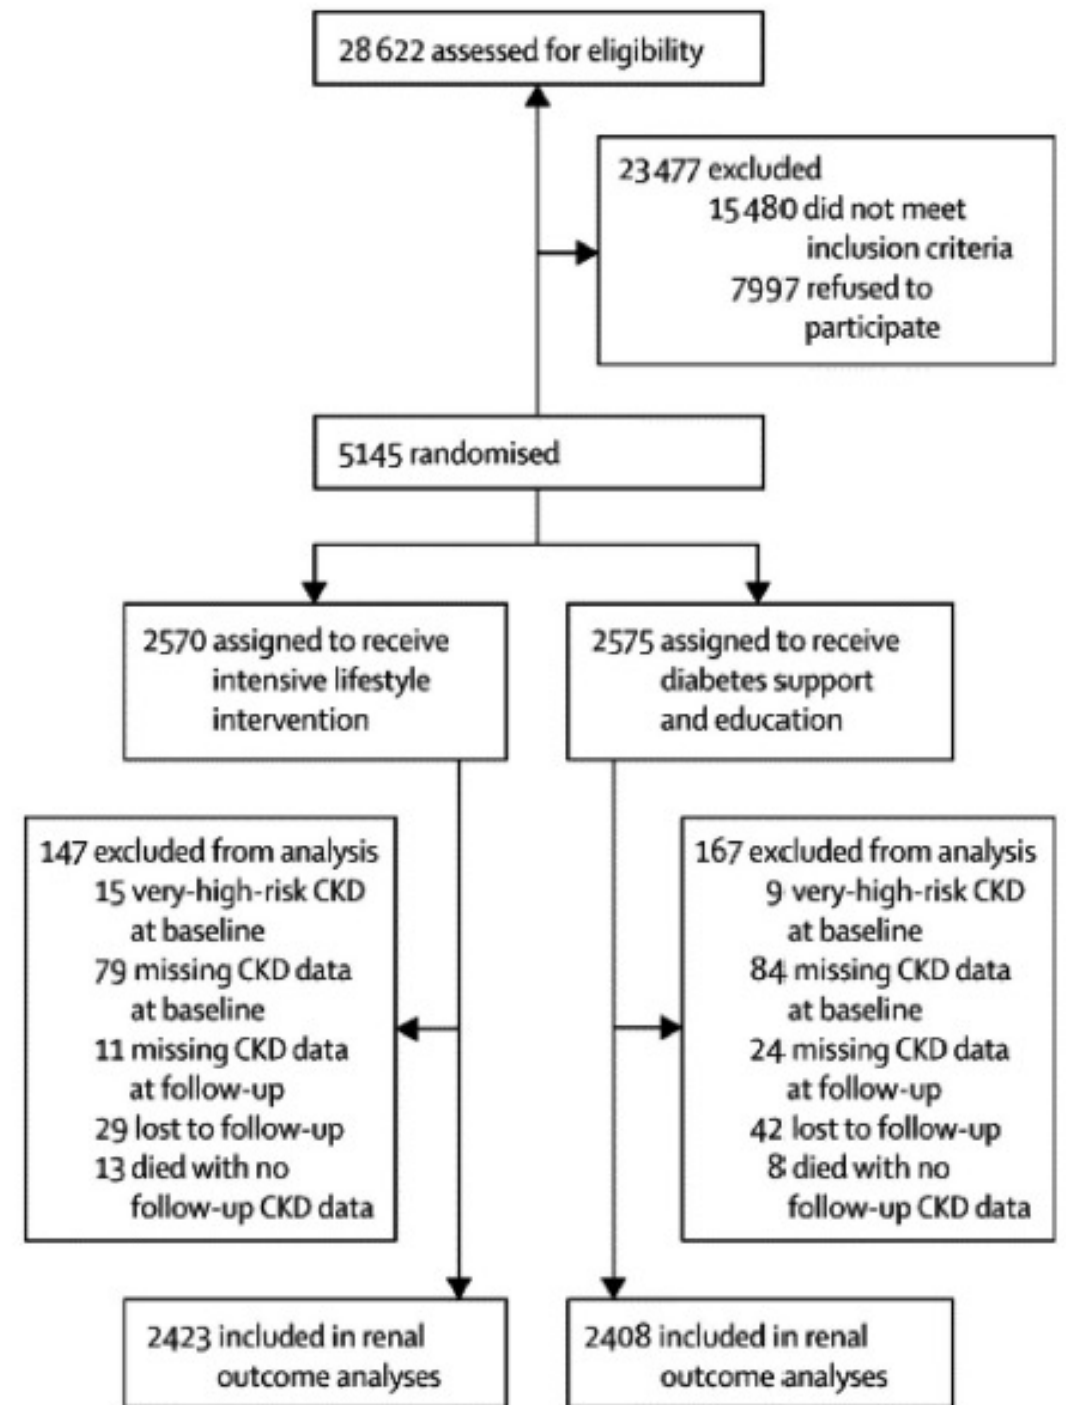 28 622 assessed for eligibility
23 477 excluded
15 480 did not meet
inclusion criteria
7997 refused to
participate
5145 randomised
2570 assigned to receive
intensive lifestyle
intervention
2575 assigned to receive
diabetes support
and education
147 excluded from analysis
15 very-high-risk CKD
at baseline
79 missing CKD data
at baseline
11 missing CKD data
at follow-up
29 lost to follow-up
13 died with no
follow-up CKD data
167 excluded from analysis
9 very-high-risk CKD
at baseline
84 missing CKD data
at baseline
24 missing CKD data
at follow-up
42 lost to follow-up
8 died with no
follow-up CKD data
2423 included in renal
outcome analyses
2408 included in renal
outcome analyses